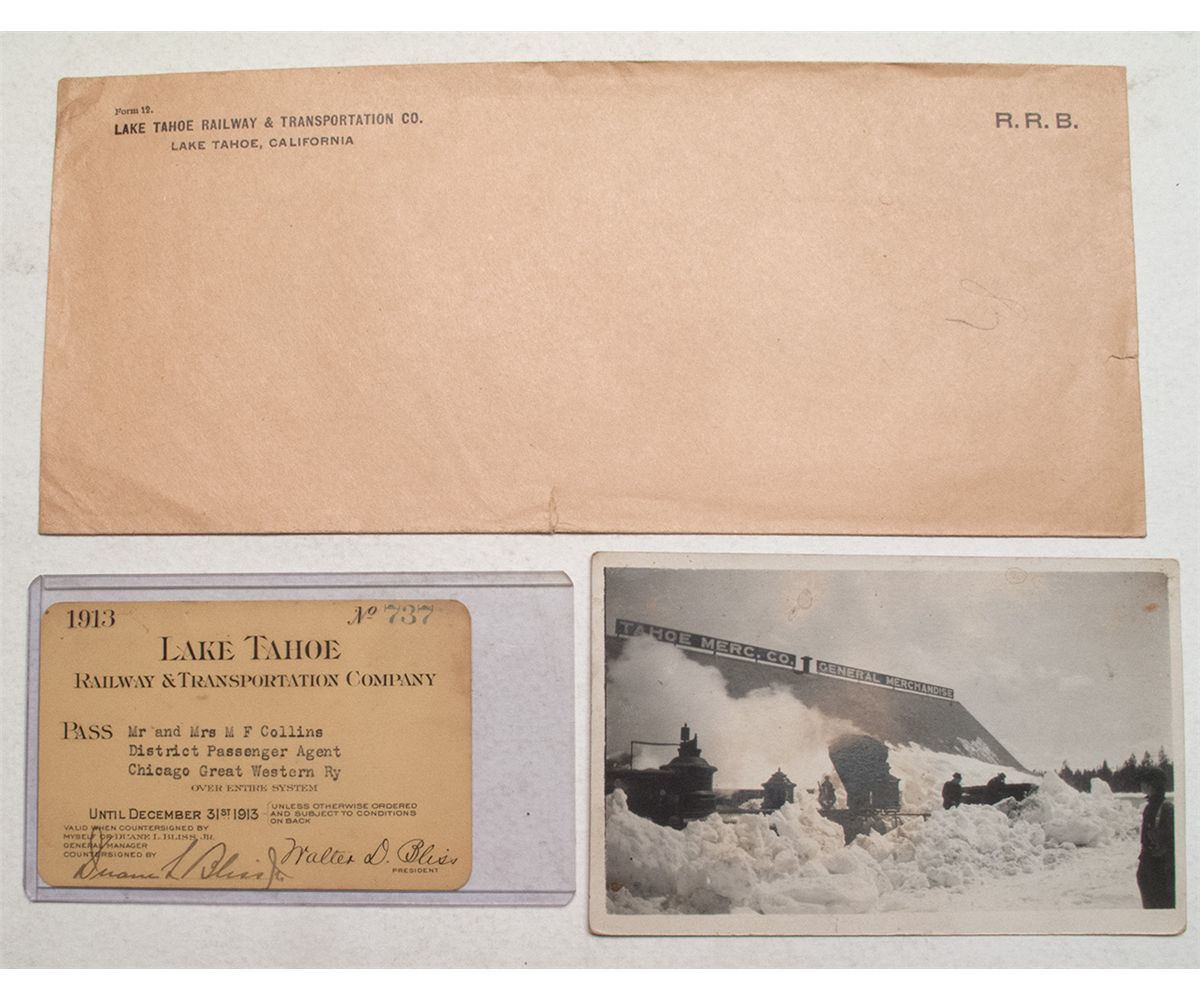 Form 12.
LAKE TAHOE RAILWAY & TRANSPORTATION CO.
LAKE TAHOE, CALIFORNIA
R. R. B.
1913
No 737
LAKE TAHOE
RAILWAY & TRANSPORTATION COMPANY
PASS Mr and Mrs M F Collins
District Passenger Agent
Chicago Great Western Ry
OVER ENTIRE SYSTEM
UNTIL DECEMBER 31ST 1913
UNLESS OTHERWISE ORDERED
AND SUBJECT TO CONDITIONS
ON BACK
VALID WHEN COUNTERSIGNED BY
MYSELF OR DUANE L. BLISS, JR.
GENERAL MANAGER
COUNTERSIGNED BY
Duane L Bliss Jr.
Walter D. Bliss
PRESIDENT
TAHOE MERC. CO. GENERAL MERCHANDISE